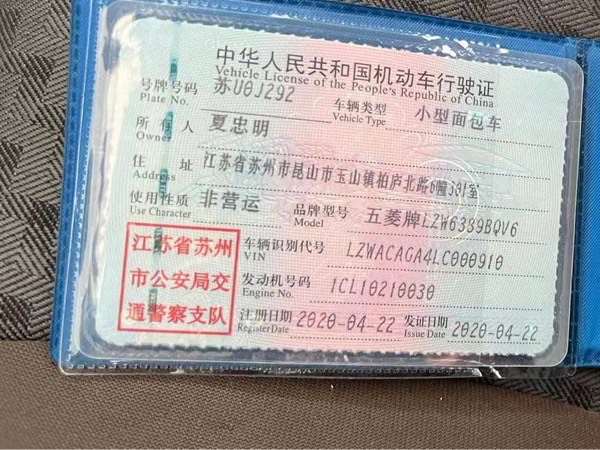 中华人民共和国机动车行驶证
Vehicle License of the People's Republic of China
号牌号码 苏U0J292 车辆类型 小型面包车
Plate No. Vehicle Type
所有人 夏忠明
Owner
住址 江苏省苏州市昆山市玉山镇柏庐北路6幢301室
Address
使用性质 非营运 品牌型号 五菱牌LZW6389BQV6
Use Character Model
江苏省苏州
市公安局交
通警察支队
车辆识别代号 LZWACAGA4LC000910
VIN
发动机号码 1CL10210030
Engine No.
注册日期 2020-04-22 发证日期 2020-04-22
Register Date Issue Date